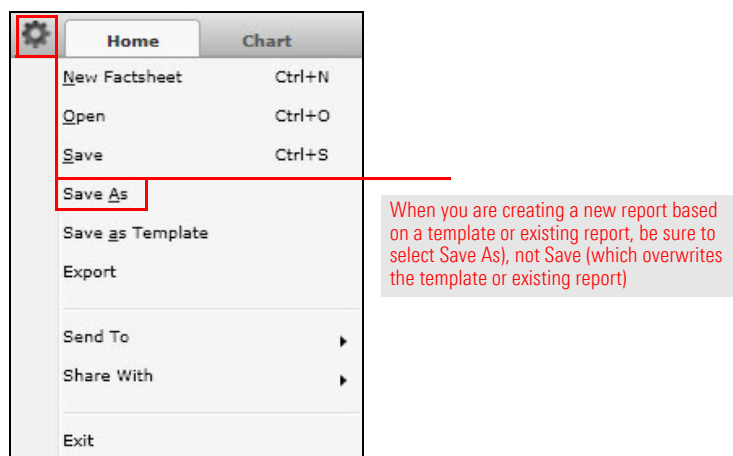 Home Chart
New Factsheet Ctrl+N
Open Ctrl+O
Save Ctrl+S
Save As
Save as Template
Export
Send To
Share With
Exit
When you are creating a new report based
on a template or existing report, be sure to
select Save As), not Save (which overwrites
the template or existing report)